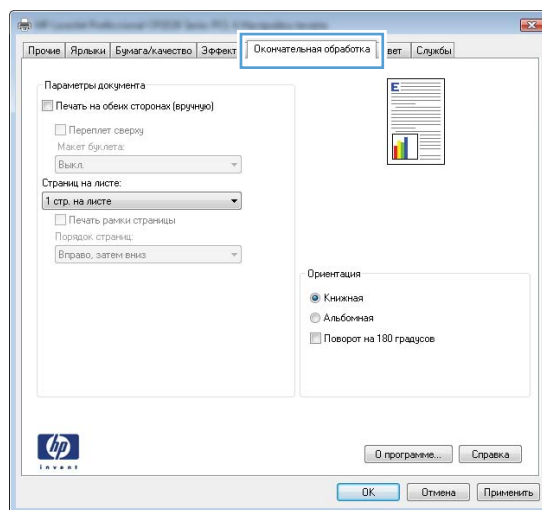 Прочие Ярлыки Бумага/качество Эффект Окончательная обработка вет Службы
Параметры документа
Печать на обеих сторонах (вручную)
Переплет сверху
Макет буклета:
Выкл.
Страниц на листе:
1 стр. на листе
Печать рамки страницы
Порядок страниц:
Вправо, затем вниз
E
Ориентация
Книжная
Альбомная
Поворот на 180 градусов
hp
invent
О программе... Справка
OK Отмена Применить